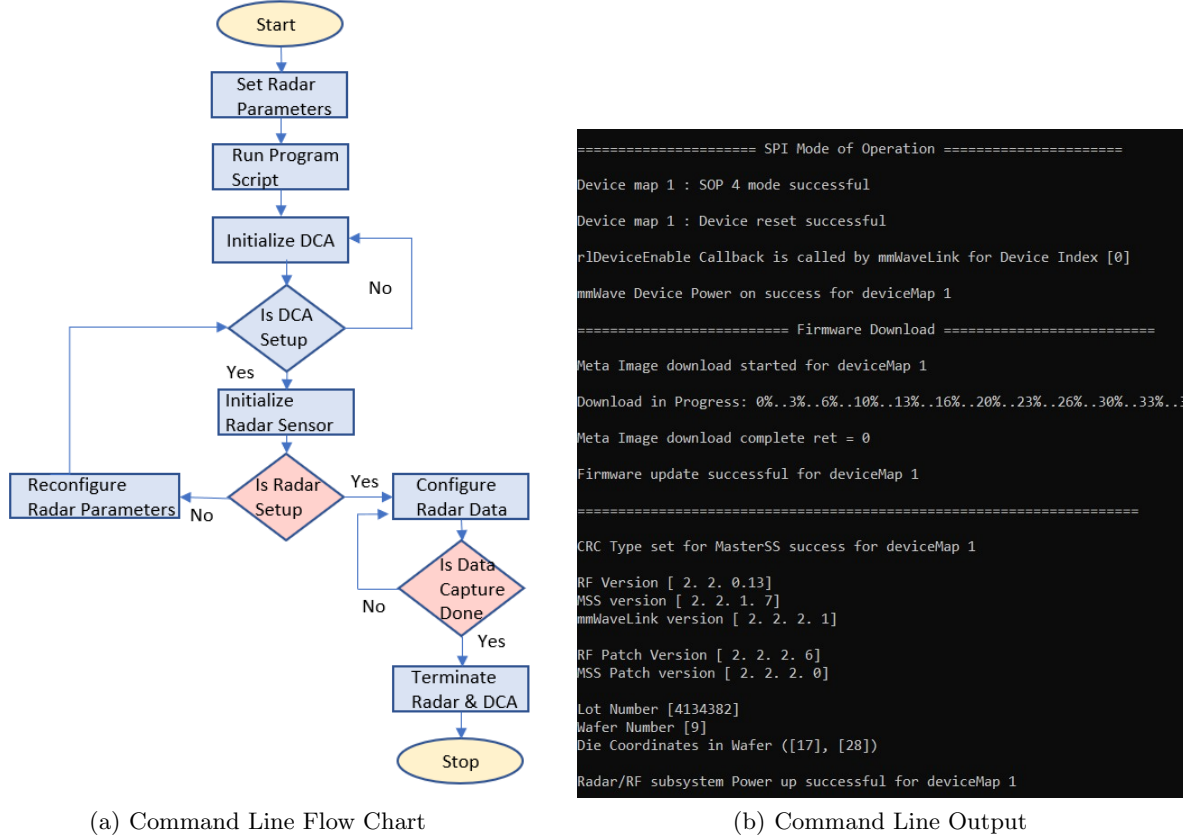 Start
Set Radar
Parameters
Run Program
Script
Initialize DCA
No
Is DCA
Setup
Yes
Initialize
Radar Sensor
Reconfigure
Radar Parameters
No
Is Radar
Setup
Yes
Configure
Radar Data
Is Data
Capture
Done
No
Yes
Terminate
Radar & DCA
Stop
(a) Command Line Flow Chart
====================== SPI Mode of Operation ======================
Device map 1 : SOP 4 mode successful
Device map 1 : Device reset successful
rlDeviceEnable Callback is called by mmWaveLink for Device Index [0]
mmWave Device Power on success for deviceMap 1
========================== Firmware Download ==========================
Meta Image download started for deviceMap 1
Download in Progress: 0%..3%..6%..10%..13%..16%..20%..23%..26%..30%..33%..3
Meta Image download complete ret = 0
Firmware update successful for deviceMap 1
=====================================================================
CRC Type set for MasterSS success for deviceMap 1
RF Version [ 2. 2. 0.13]
MSS version [ 2. 2. 1. 7]
mmWaveLink version [ 2. 2. 2. 1]
RF Patch Version [ 2. 2. 2. 6]
MSS Patch version [ 2. 2. 2. 0]
Lot Number [4134382]
Wafer Number [9]
Die Coordinates in Wafer ([17], [28])
Radar/RF subsystem Power up successful for deviceMap 1
(b) Command Line Output